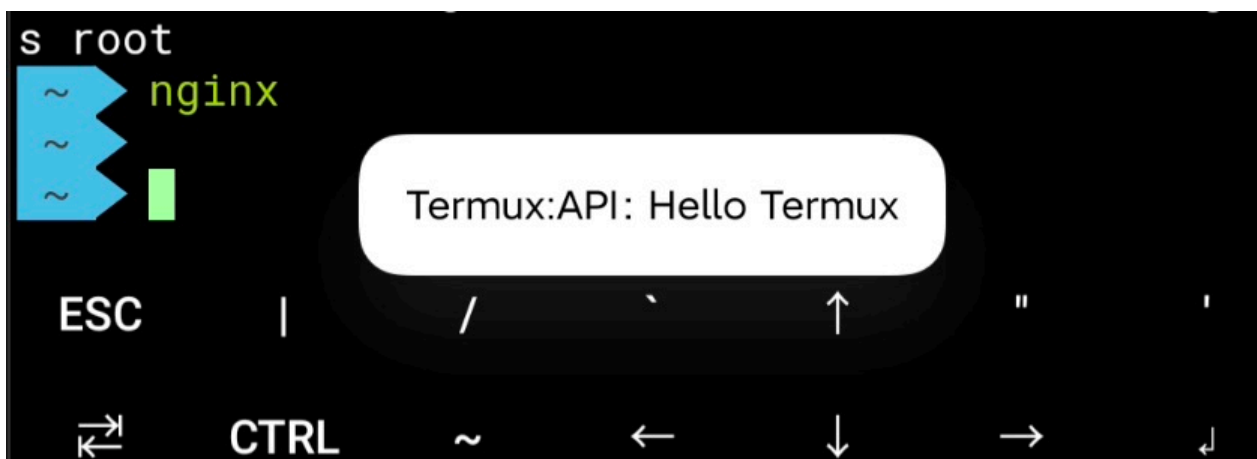 s root
~ nginx
~
~
Termux:API: Hello Termux
ESC | / ` ↑ " '
⇄ CTRL ~ ← ↓ → ↲